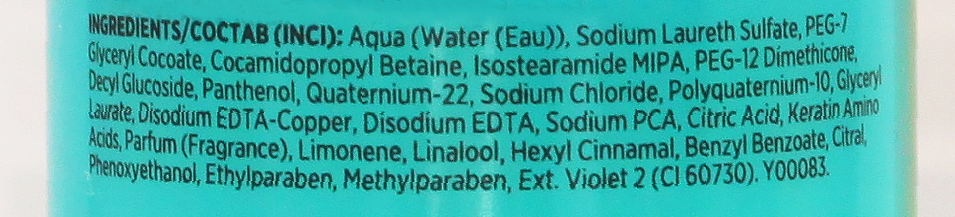 INGREDIENTS/СОСТАВ (INCI): Aqua (Water (Eau)), Sodium Laureth Sulfate, PEG-7
Glyceryl Cocoate, Cocamidopropyl Betaine, Isostearamide MIPA, PEG-12 Dimethicone,
Decyl Glucoside, Panthenol, Quaternium-22, Sodium Chloride, Polyquaternium-10, Glyceryl
Laurate, Disodium EDTA-Copper, Disodium EDTA, Sodium PCA, Citric Acid, Keratin Amino
Acids, Parfum (Fragrance), Limonene, Linalool, Hexyl Cinnamal, Benzyl Benzoate, Citral,
Phenoxyethanol, Ethylparaben, Methylparaben, Ext. Violet 2 (CI 60730). Y00083.